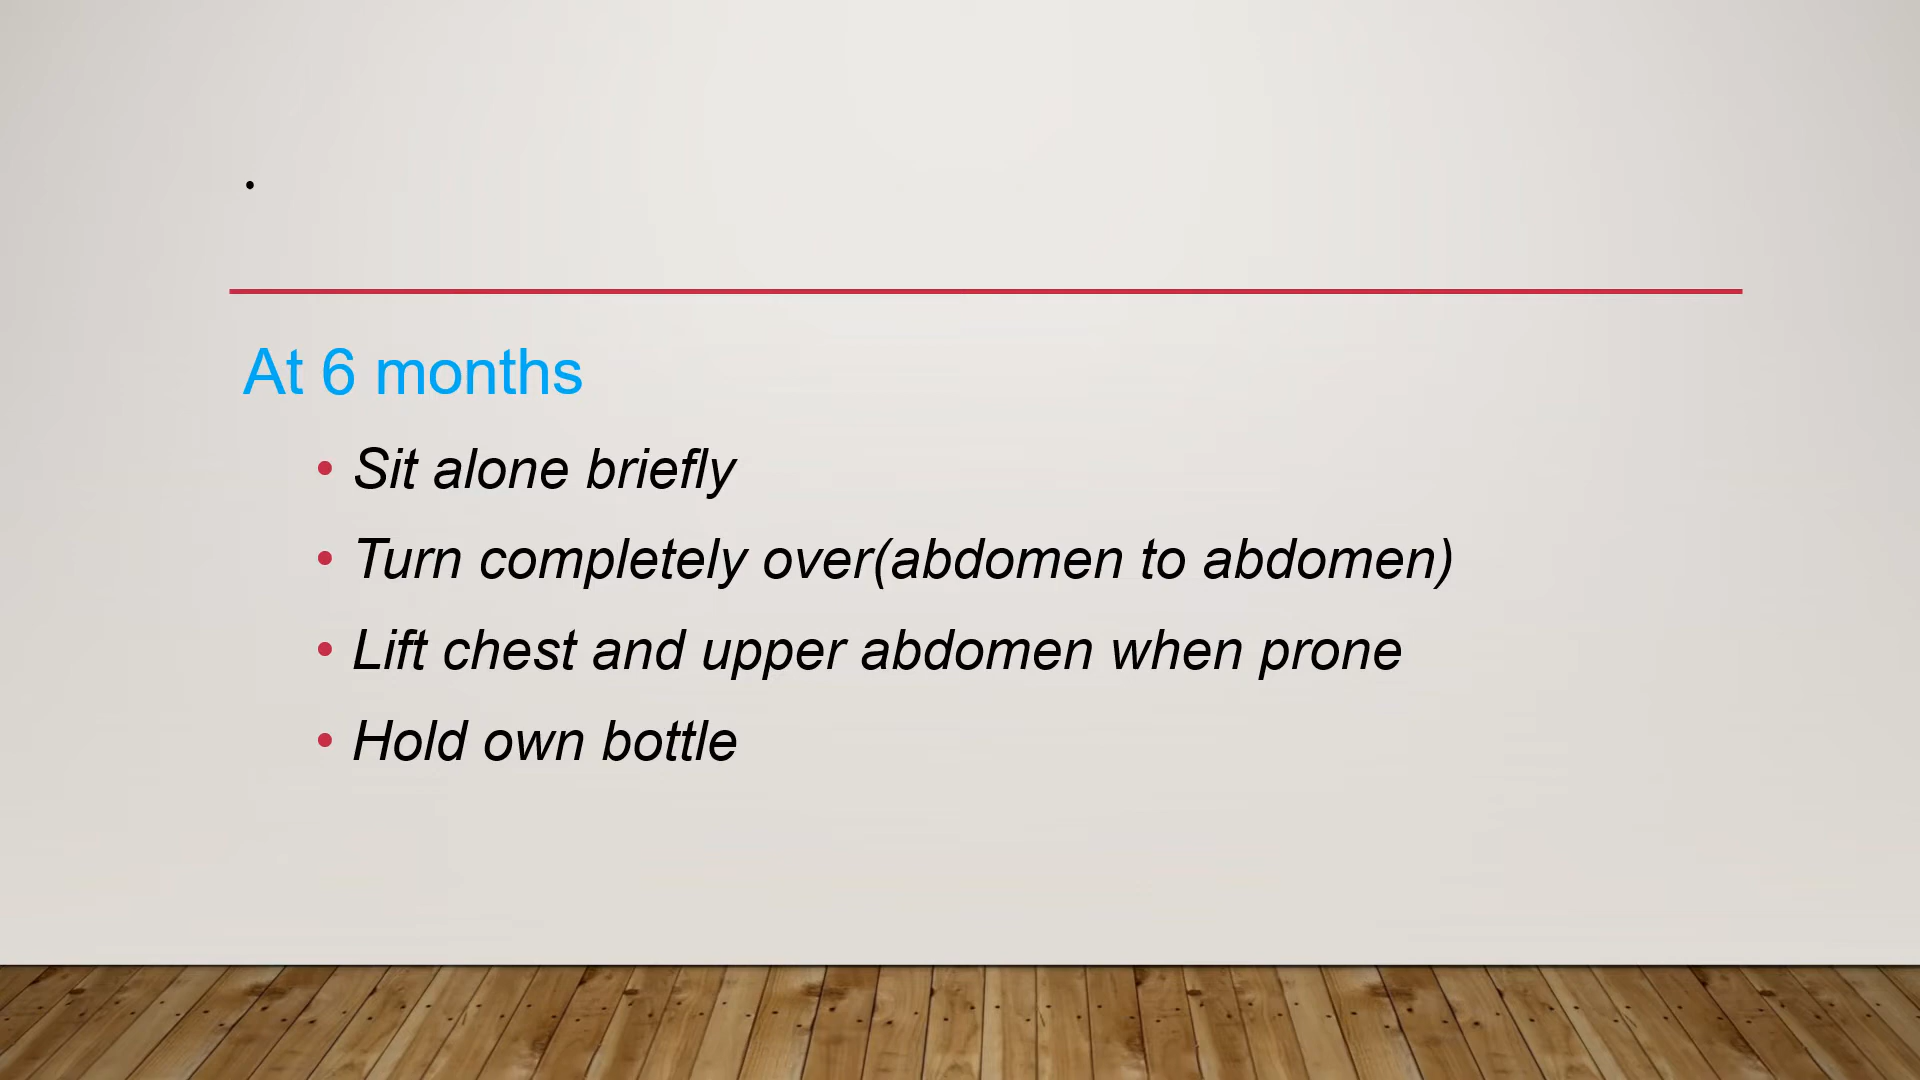 .
At 6 months
• Sit alone briefly
• Turn completely over(abdomen to abdomen)
• Lift chest and upper abdomen when prone
• Hold own bottle